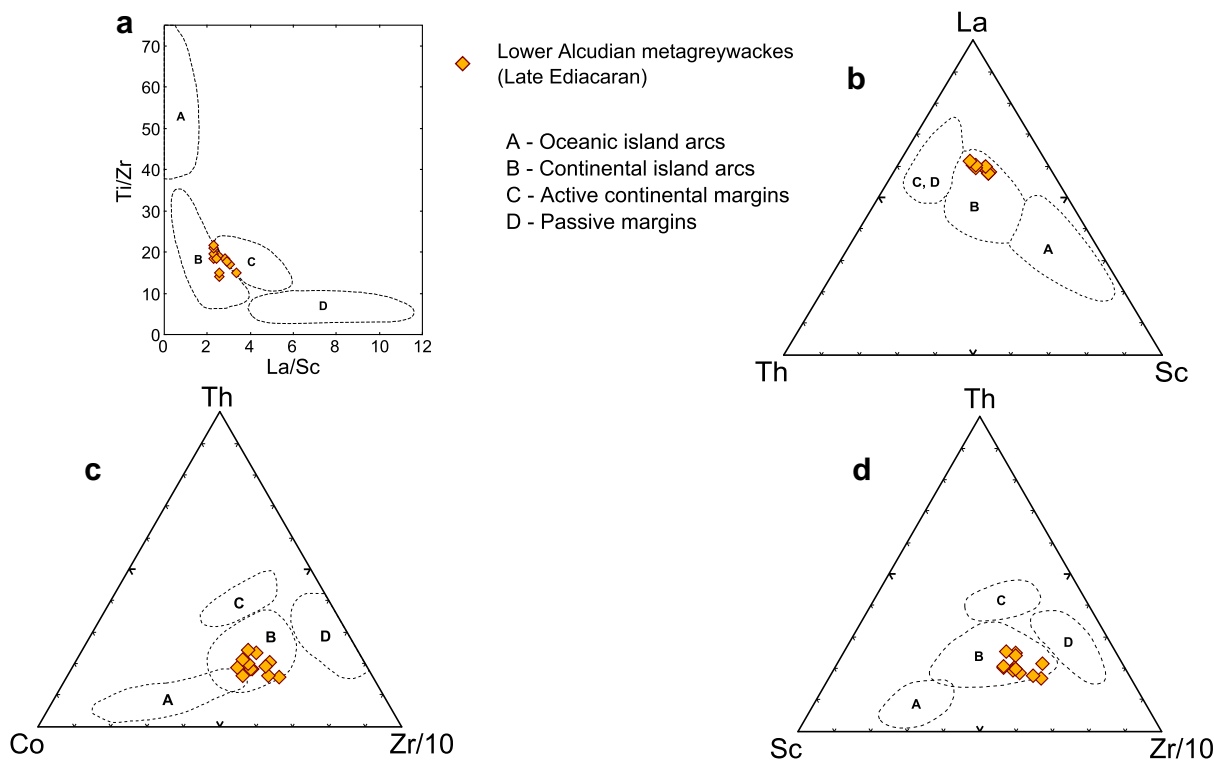 a
Ti/Zr
70
60
50
40
30
20
10
0
A
B
C
D
0 2 4 6 8 10 12
La/Sc
Lower Alcudian metagreywackes
(Late Ediacaran)
A - Oceanic island arcs
B - Continental island arcs
C - Active continental margins
D - Passive margins
b
La
C, D
B
A
Th
Sc
c
Th
C
B
D
A
Co
Zr/10
d
Th
C
B
D
A
Sc
Zr/10